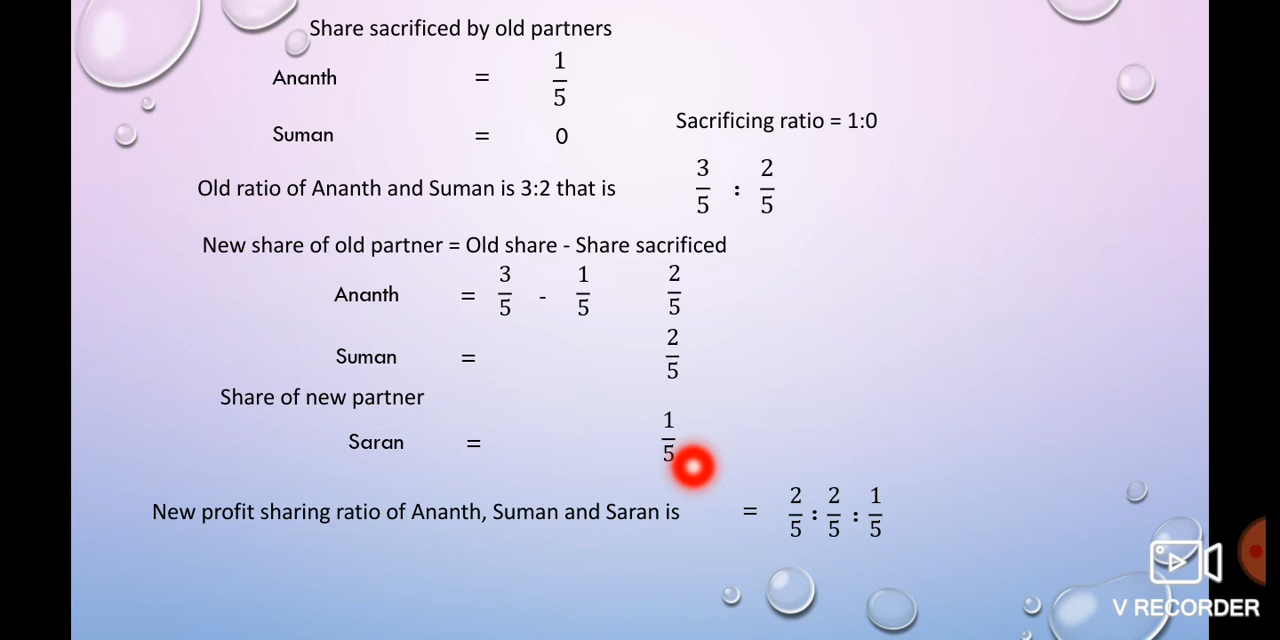 Share sacrificed by old partners
Ananth = 1/5
Suman = 0
Sacrificing ratio = 1:0
Old ratio of Ananth and Suman is 3:2 that is 3/5 : 2/5
New share of old partner = Old share - Share sacrificed
Ananth = 3/5 - 1/5 2/5
Suman = 2/5
Share of new partner
Saran = 1/5
New profit sharing ratio of Ananth, Suman and Saran is = 2/5 : 2/5 : 1/5
V RECORDER